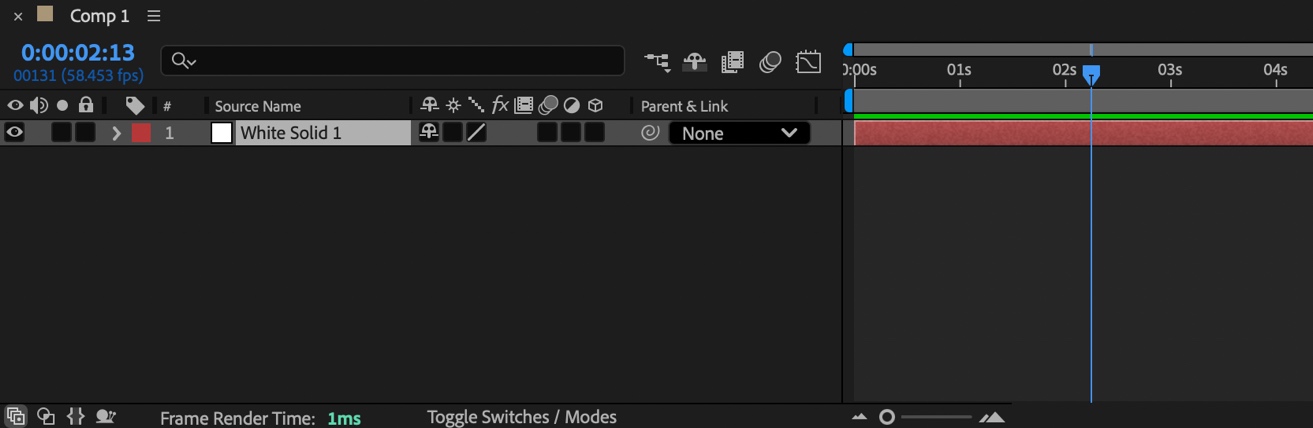 Comp 1
0:00:02:13
00131 (58.453 fps)
0:00s 01s 02s 03s 04s
# Source Name fx Parent & Link
1 White Solid 1 None
Frame Render Time: 1ms Toggle Switches / Modes